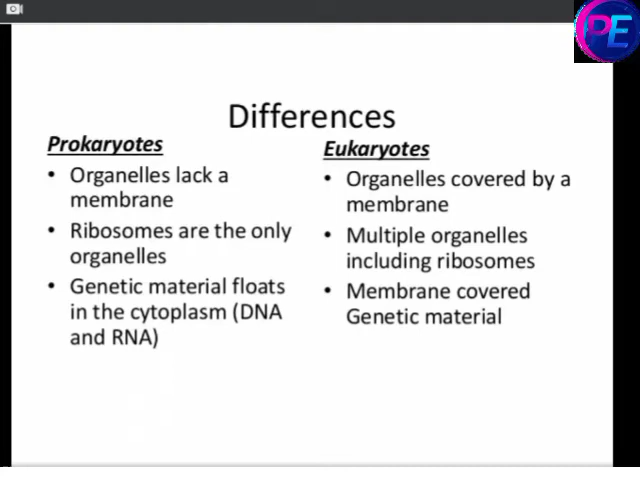 PE
Differences
Prokaryotes
• Organelles lack a
membrane
• Ribosomes are the only
organelles
• Genetic material floats
in the cytoplasm (DNA
and RNA)
Eukaryotes
• Organelles covered by a
membrane
• Multiple organelles
including ribosomes
• Membrane covered
Genetic material